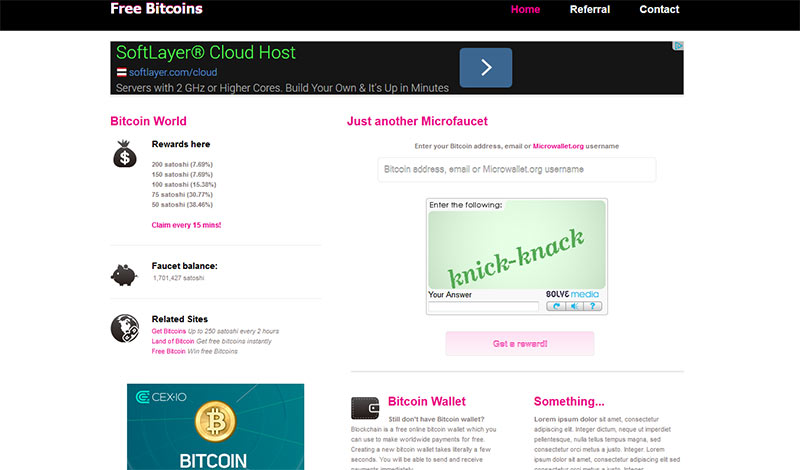 Free Bitcoins
Home
Referral
Contact
SoftLayer® Cloud Host
softlayer.com/cloud
Servers with 2 GHz or Higher Cores. Build Your Own & It's Up in Minutes
Bitcoin World
Rewards here
200 satoshi (7.69%)
150 satoshi (7.69%)
100 satoshi (15.38%)
75 satoshi (30.77%)
50 satoshi (38.46%)
Claim every 15 mins!
Faucet balance:
1,701,427 satoshi
Related Sites
Get Bitcoins Up to 250 satoshi every 2 hours
Land of Bitcoin Get free bitcoins instantly
Free Bitcoin Win free Bitcoins
CEX.IO
BITCOIN
Just another Microfaucet
Enter your Bitcoin address, email or Microwallet.org username
Bitcoin address, email or Microwallet.org username
Enter the following:
knick-knack
Your Answer
SOLVE media
?
Get a reward!
Bitcoin Wallet
Still don't have Bitcoin wallet?
Blockchain is a free online bitcoin wallet which you
can use to make worldwide payments for free.
Creating a new bitcoin wallet takes literally a few
seconds. You will be able to send and receive
payments immediately.
Something...
Lorem ipsum dolor sit amet, consectetur
adipiscing elit. Integer dictum, neque ut imperdiet
pellentesque, nulla tellus tempus magna, sed
consectetur orci metus a justo. Integer. Lorem
ipsum dolor sit amet, consectetur adipiscing elit sed
consectetur orci metus a justo.